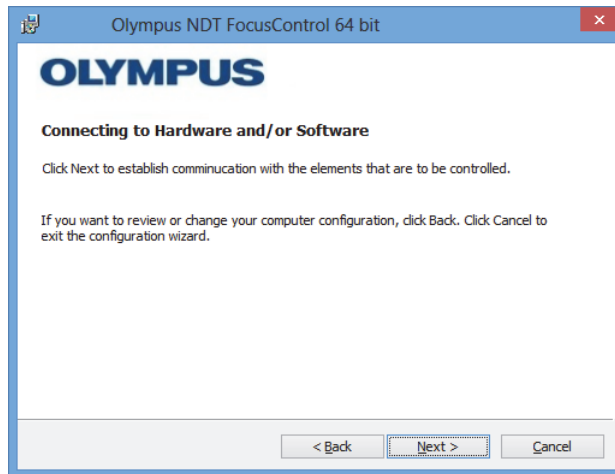 Olympus NDT FocusControl 64 bit
OLYMPUS
Connecting to Hardware and/or Software
Click Next to establish comminucation with the elements that are to be controlled.
If you want to review or change your computer configuration, click Back. Click Cancel to
exit the configuration wizard.
< Back Next > Cancel